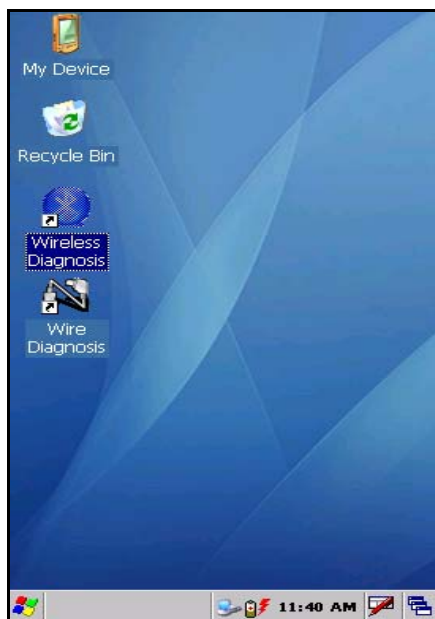 My Device
Recycle Bin
Wireless
Diagnosis
Wire
Diagnosis
11:40 AM